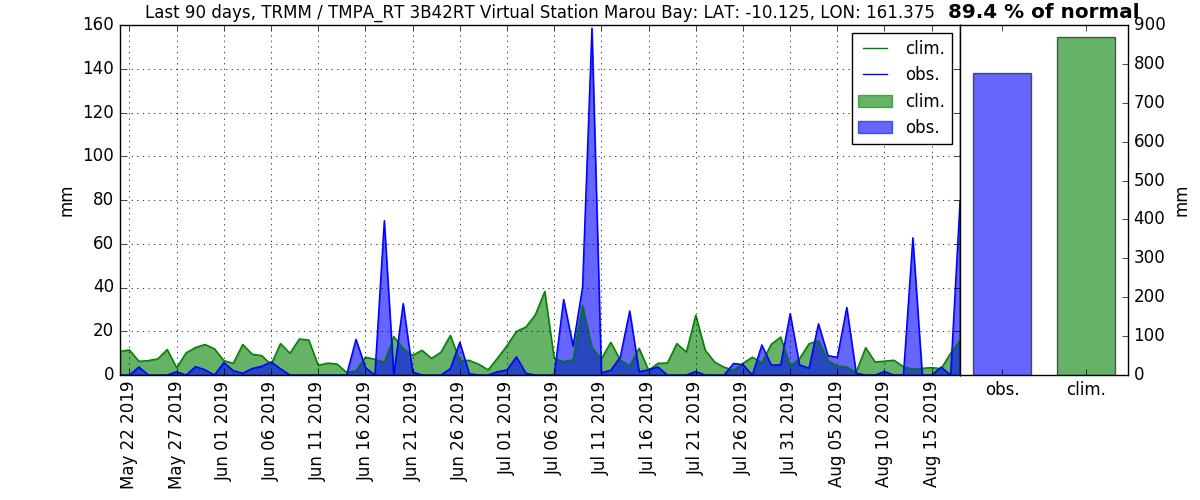 Last 90 days, TRMM / TMPA_RT 3B42RT Virtual Station Marou Bay: LAT: -10.125, LON: 161.375
89.4 % of normal
160
140
120
100
80
60
40
20
0
mm
clim.
obs.
clim.
obs.
900
800
700
600
500
400
300
200
100
0
mm
May 22 2019
May 27 2019
Jun 01 2019
Jun 06 2019
Jun 11 2019
Jun 16 2019
Jun 21 2019
Jun 26 2019
Jul 01 2019
Jul 06 2019
Jul 11 2019
Jul 16 2019
Jul 21 2019
Jul 26 2019
Jul 31 2019
Aug 05 2019
Aug 10 2019
Aug 15 2019
obs.
clim.